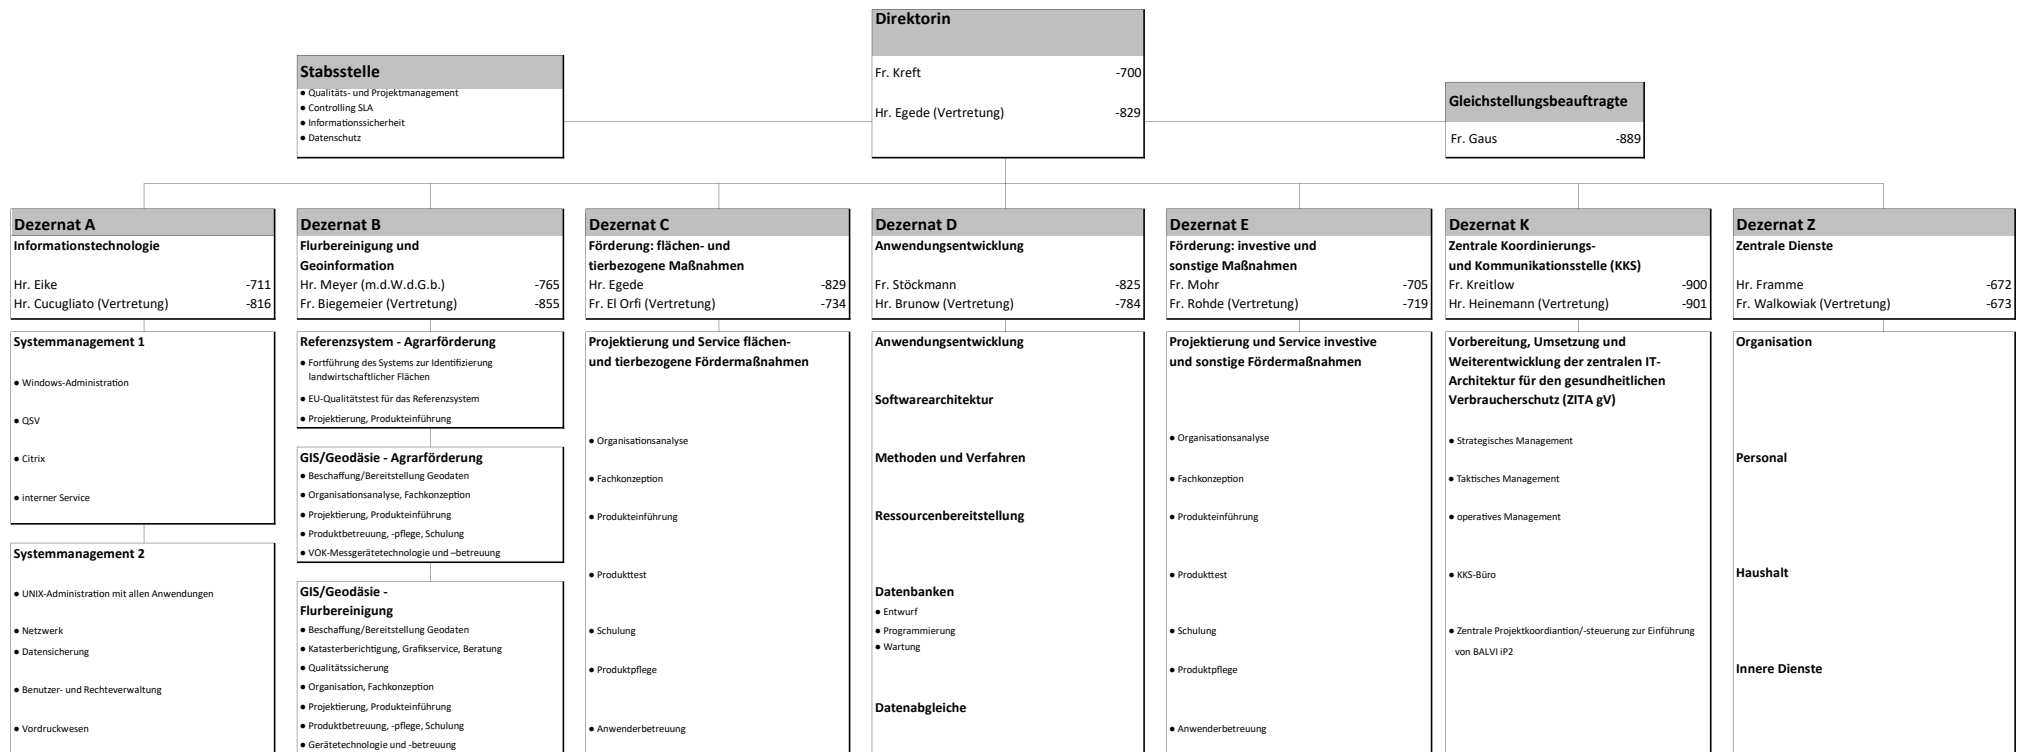 Direktorin
Fr. Kreft -700
Hr. Egede (Vertretung) -829
Stabsstelle
• Qualitäts- und Projektmanagement
• Controlling SLA
• Informationssicherheit
• Datenschutz
Gleichstellungsbeauftragte
Fr. Gaus -889
Dezernat A
Informationstechnologie
Hr. Eike -711
Hr. Cucugliato (Vertretung) -816
Systemmanagement 1
• Windows-Administration
• QSV
• Citrix
• interner Service
Systemmanagement 2
• UNIX-Administration mit allen Anwendungen
• Netzwerk
• Datensicherung
• Benutzer- und Rechteverwaltung
• Vordruckwesen
Dezernat B
Flurbereinigung und
Geoinformation
Hr. Meyer (m.d.W.d.G.b.) -765
Fr. Biegemeier (Vertretung) -855
Referenzsystem - Agrarförderung
• Fortführung des Systems zur Identifizierung
landwirtschaftlicher Flächen
• EU-Qualitätstest für das Referenzsystem
• Projektierung, Produkteinführung
GIS/Geodäsie - Agrarförderung
• Beschaffung/Bereitstellung Geodaten
• Organisationsanalyse, Fachkonzeption
• Projektierung, Produkteinführung
• Produktbetreuung, -pflege, Schulung
• VOK-Messgerätetechnologie und –betreuung
GIS/Geodäsie -
Flurbereinigung
• Beschaffung/Bereitstellung Geodaten
• Katasterberichtigung, Grafikservice, Beratung
• Qualitätssicherung
• Organisation, Fachkonzeption
• Projektierung, Produkteinführung
• Produktbetreuung, -pflege, Schulung
• Gerätetechnologie und -betreuung
Dezernat C
Förderung: flächen- und
tierbezogene Maßnahmen
Hr. Egede -829
Fr. El Orfi (Vertretung) -734
Projektierung und Service flächen-
und tierbezogene Fördermaßnahmen
• Organisationsanalyse
• Fachkonzeption
• Produkteinführung
• Produkttest
• Schulung
• Produktpflege
• Anwenderbetreuung
Dezernat D
Anwendungsentwicklung
Fr. Stöckmann -825
Hr. Brunow (Vertretung) -784
Anwendungsentwicklung
Softwarearchitektur
Methoden und Verfahren
Ressourcenbereitstellung
Datenbanken
• Entwurf
• Programmierung
• Wartung
Datenabgleiche
Dezernat E
Förderung: investive und
sonstige Maßnahmen
Fr. Mohr -705
Fr. Rohde (Vertretung) -719
Projektierung und Service investive
und sonstige Fördermaßnahmen
• Organisationsanalyse
• Fachkonzeption
• Produkteinführung
• Produkttest
• Schulung
• Produktpflege
• Anwenderbetreuung
Dezernat K
Zentrale Koordinierungs-
und Kommunikationsstelle (KKS)
Fr. Kreitlow -900
Hr. Heinemann (Vertretung) -901
Vorbereitung, Umsetzung und
Weiterentwicklung der zentralen IT-
Architektur für den gesundheitlichen
Verbraucherschutz (ZITA gV)
• Strategisches Management
• Taktisches Management
• operatives Management
• KKS-Büro
• Zentrale Projektkoordiantion/-steuerung zur Einführung
von BALVI iP2
Dezernat Z
Zentrale Dienste
Hr. Framme -672
Fr. Walkowiak (Vertretung) -673
Organisation
Personal
Haushalt
Innere Dienste